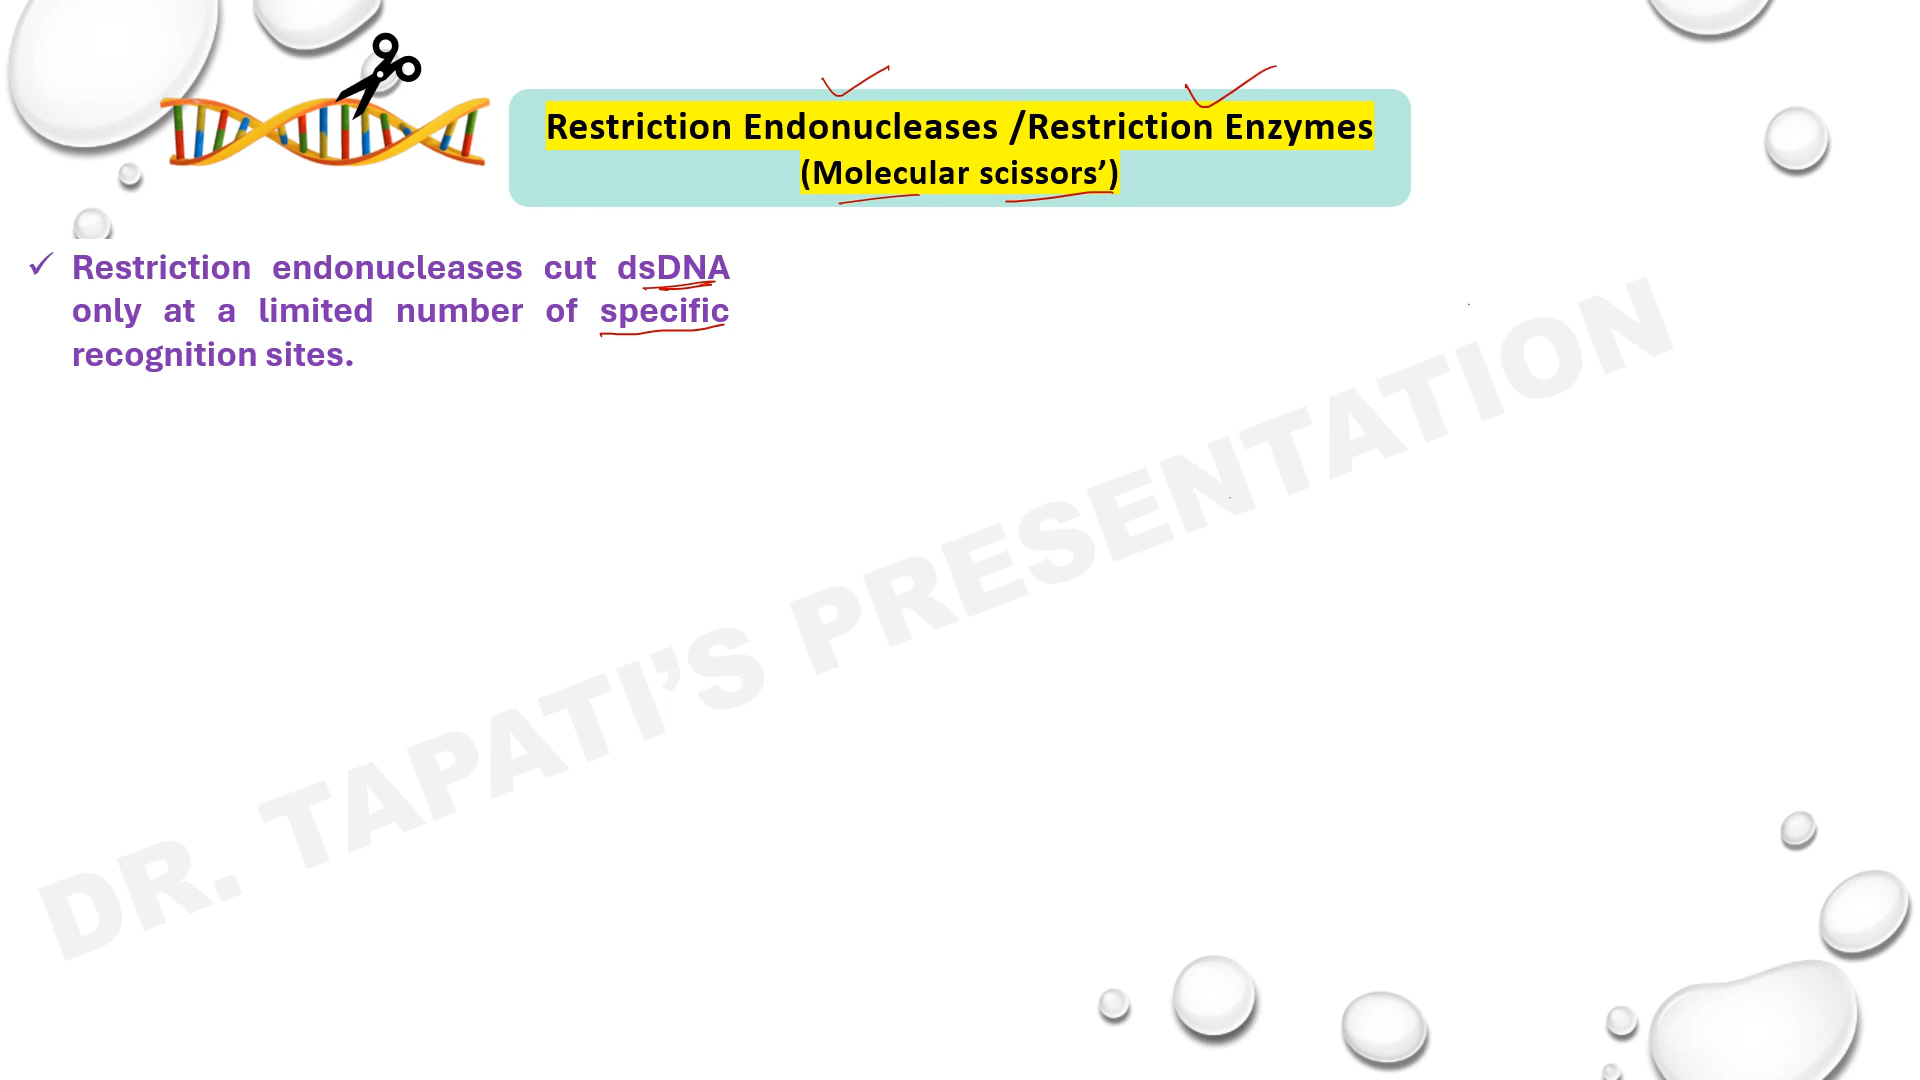 Restriction Endonucleases /Restriction Enzymes
(Molecular scissors’)
✓ Restriction endonucleases cut dsDNA
only at a limited number of specific
recognition sites.
DR. TAPATI’S PRESENTATION